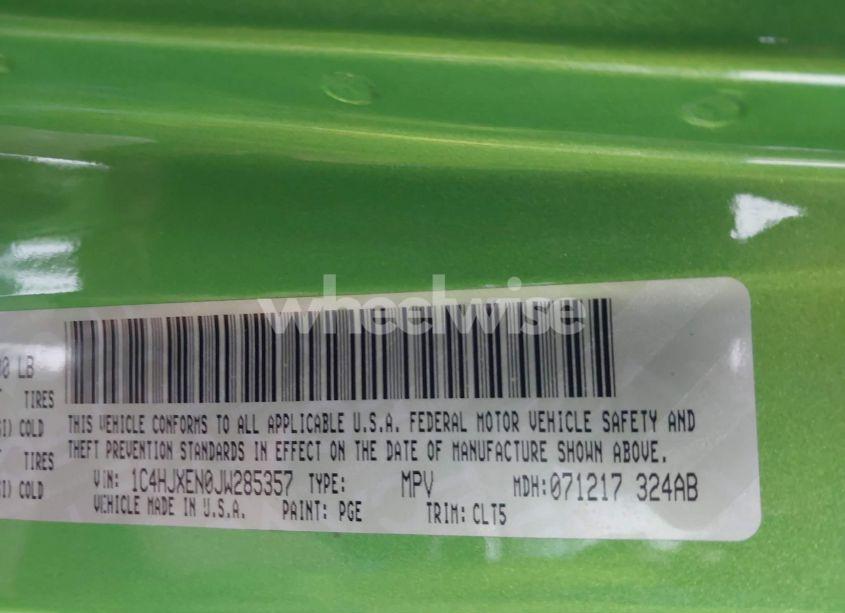 wheelwise
LB
TIRES
COLD
TIRES
COLD
THIS VEHICLE CONFORMS TO ALL APPLICABLE U.S.A. FEDERAL MOTOR VEHICLE SAFETY AND
THEFT PREVENTION STANDARDS IN EFFECT ON THE DATE OF MANUFACTURE SHOWN ABOVE.
VIN: 1C4HJXEN0JW285357 TYPE: MPV MDH:071217 324AB
VEHICLE MADE IN U.S.A. PAINT: PGE TRIM: CLT5